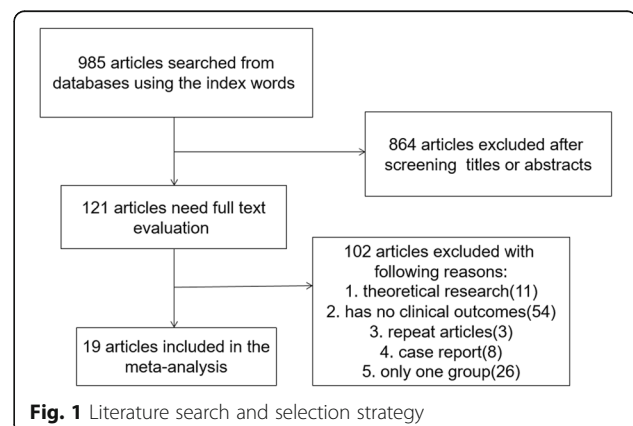 985 articles searched from
databases using the index words
864 articles excluded after
screening titles or abstracts
121 articles need full text
evaluation
102 articles excluded with
following reasons:
1. theoretical research(11)
2. has no clinical outcomes(54)
3. repeat articles(3)
4. case report(8)
5. only one group(26)
19 articles included in the
meta-analysis
Fig. 1 Literature search and selection strategy